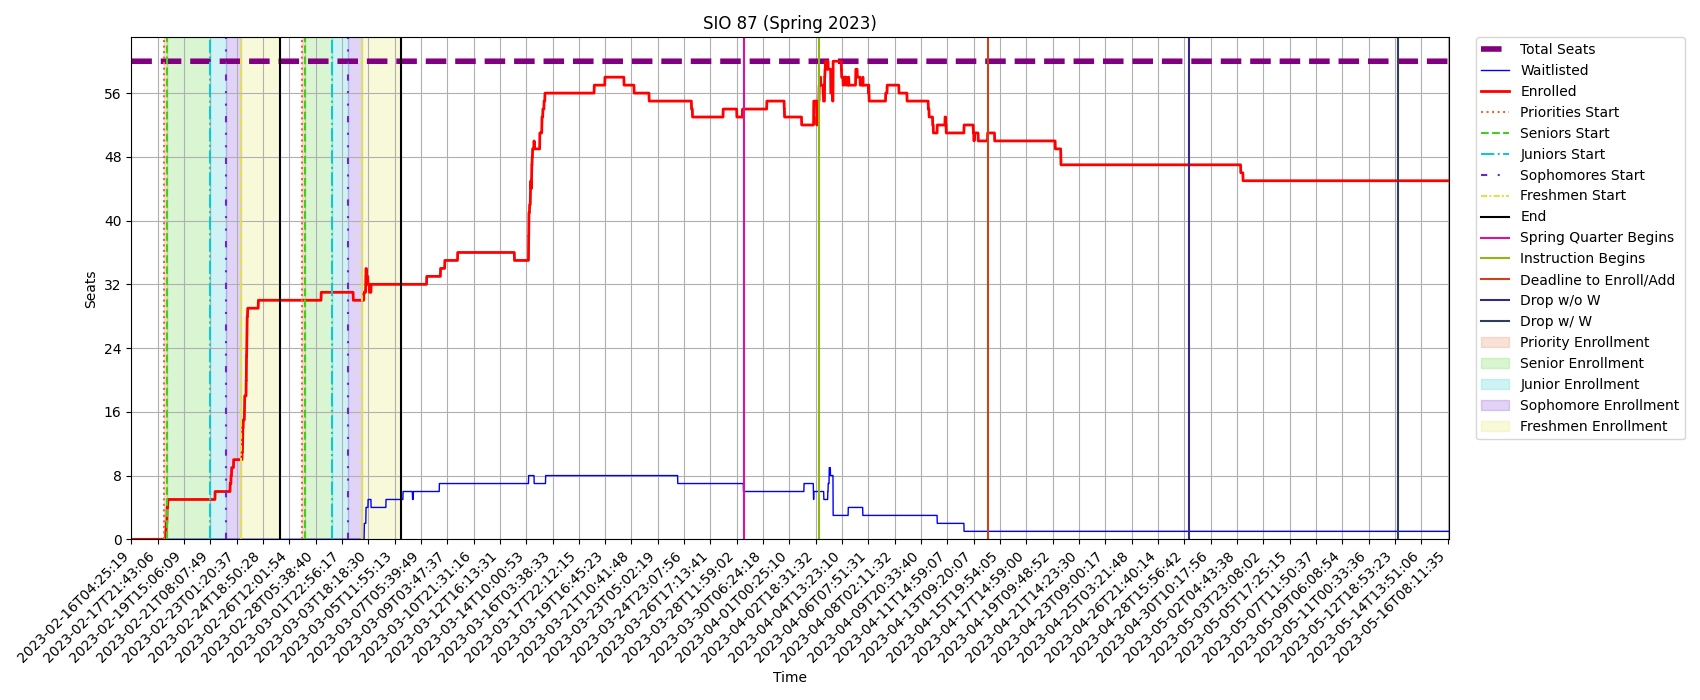 SIO 87 (Spring 2023)
Seats
56
48
40
32
24
16
8
0
2023-02-16T04:25:19
2023-02-17T21:43:06
2023-02-19T15:06:09
2023-02-21T08:07:49
2023-02-23T01:20:37
2023-02-24T18:50:28
2023-02-26T12:01:54
2023-02-28T05:38:40
2023-03-01T22:56:17
2023-03-03T18:18:30
2023-03-05T11:55:13
2023-03-07T05:39:49
2023-03-09T03:47:37
2023-03-10T21:31:16
2023-03-12T16:13:31
2023-03-14T10:00:53
2023-03-16T03:38:33
2023-03-17T22:12:15
2023-03-19T16:45:23
2023-03-21T10:41:48
2023-03-23T05:02:19
2023-03-24T23:07:56
2023-03-26T17:13:41
2023-03-28T11:59:02
2023-03-30T06:24:18
2023-04-01T00:25:10
2023-04-02T18:31:32
2023-04-04T13:23:10
2023-04-06T07:51:31
2023-04-08T02:11:32
2023-04-09T20:33:40
2023-04-11T14:59:07
2023-04-13T09:20:07
2023-04-15T19:54:05
2023-04-17T14:59:00
2023-04-19T09:48:52
2023-04-21T14:23:30
2023-04-23T09:00:17
2023-04-25T03:21:48
2023-04-26T21:40:14
2023-04-28T15:56:42
2023-04-30T10:17:56
2023-05-02T04:43:38
2023-05-03T23:08:02
2023-05-05T17:25:15
2023-05-07T11:50:37
2023-05-09T06:08:54
2023-05-11T00:33:36
2023-05-12T18:53:23
2023-05-14T13:51:06
2023-05-16T08:11:35
Time
Total Seats
Waitlisted
Enrolled
Priorities Start
Seniors Start
Juniors Start
Sophomores Start
Freshmen Start
End
Spring Quarter Begins
Instruction Begins
Deadline to Enroll/Add
Drop w/o W
Drop w/ W
Priority Enrollment
Senior Enrollment
Junior Enrollment
Sophomore Enrollment
Freshmen Enrollment